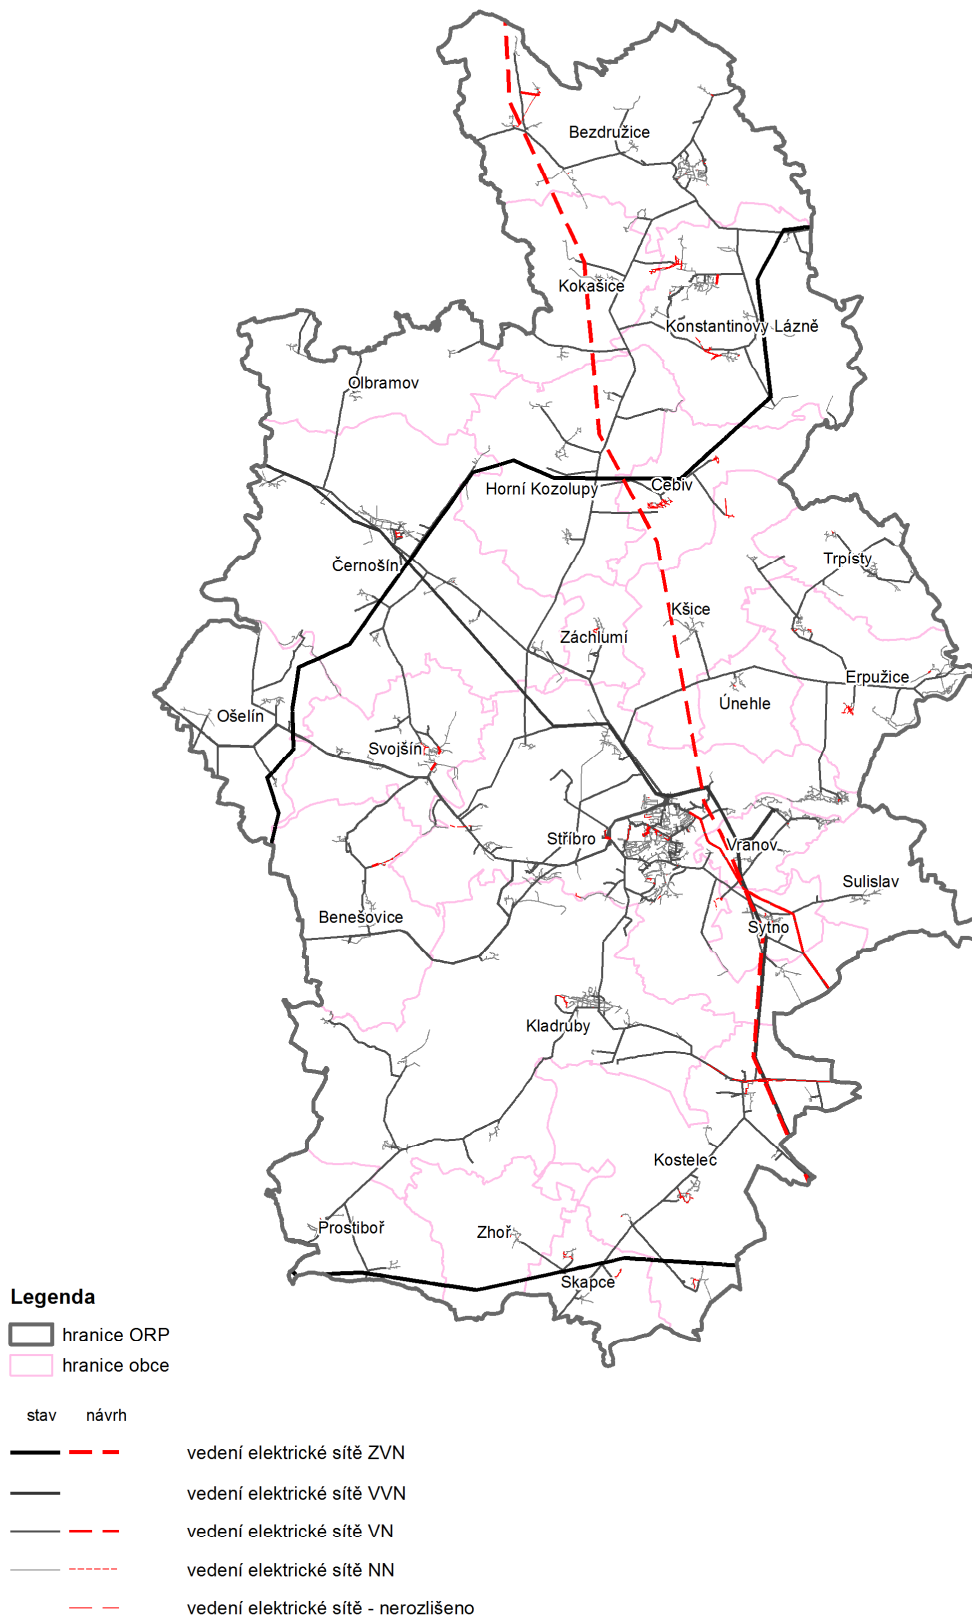 Bezdružice
Kokašice
Konstantinovy Lázně
Olbramov
Horní Kozolupy
Cebiv
Trpísty
Černošín
Kšice
Záchlumí
Erpužice
Únehle
Ošelín
Svojšín
Stříbro
Vranov
Sulislav
Benešovice
Sytno
Kladruby
Kostelec
Prostiboř
Zhoř
Skapce
Legenda
hranice ORP
hranice obce
stav návrh
vedení elektrické sítě ZVN
vedení elektrické sítě VVN
vedení elektrické sítě VN
vedení elektrické sítě NN
vedení elektrické sítě - nerozlišeno